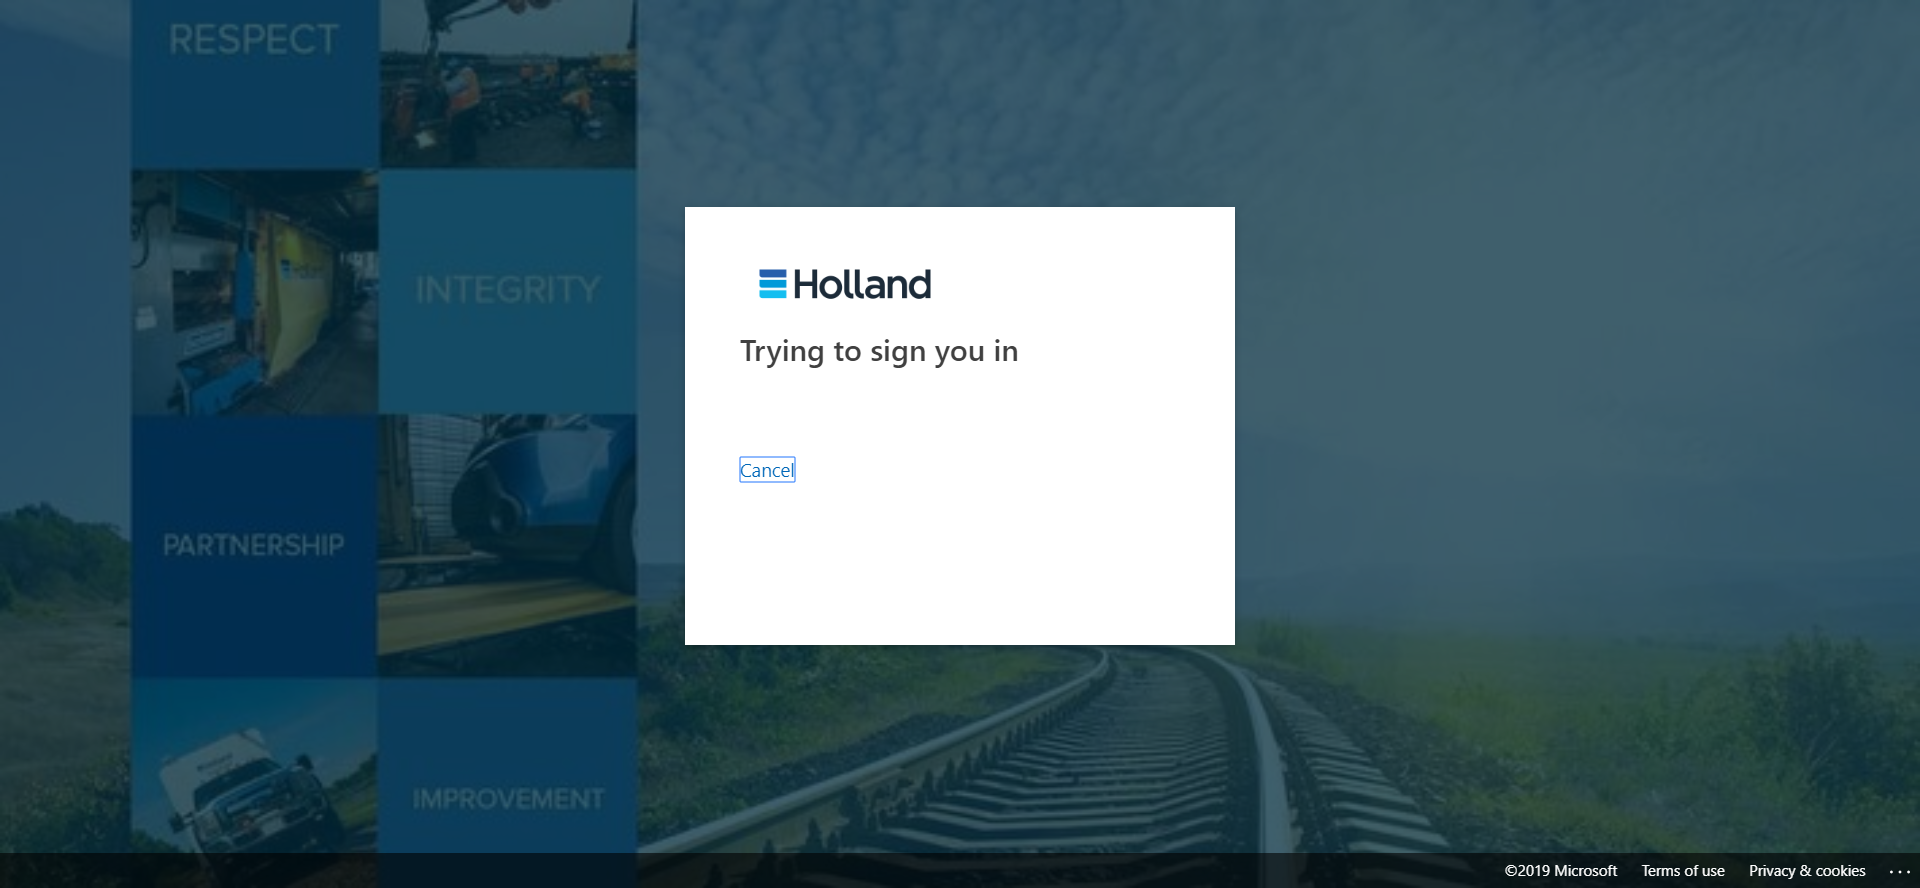 RESPECT
INTEGRITY
PARTNERSHIP
IMPROVEMENT
Holland
Trying to sign you in
Cancel
©2019 Microsoft Terms of use Privacy & cookies ...